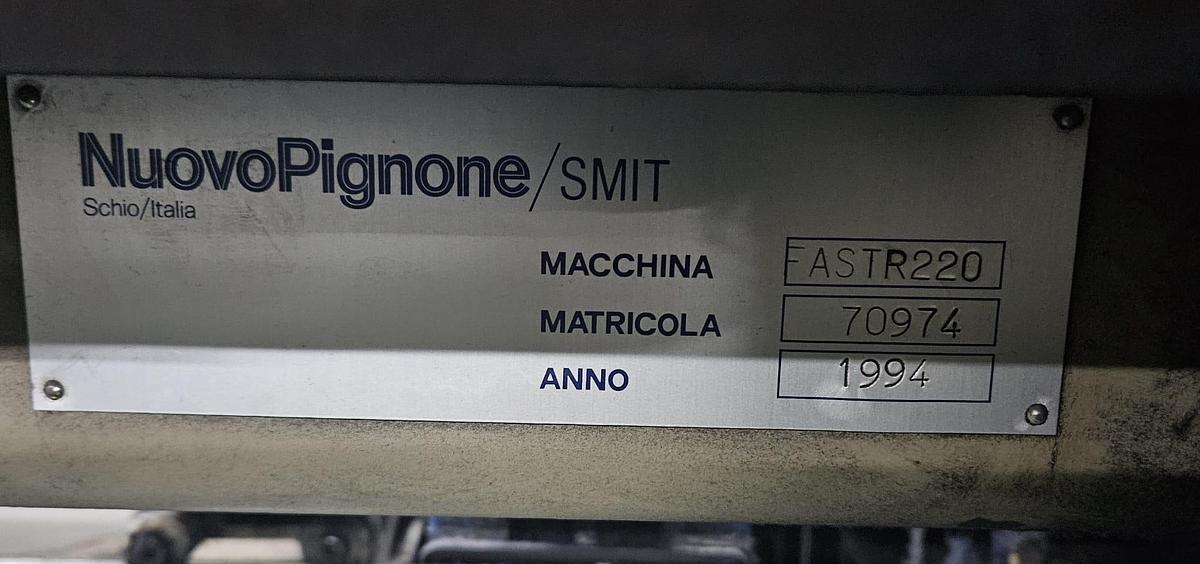 NuovoPignone/SMIT
Schio/Italia
MACCHINA FASTR220
MATRICOLA 70974
ANNO 1994